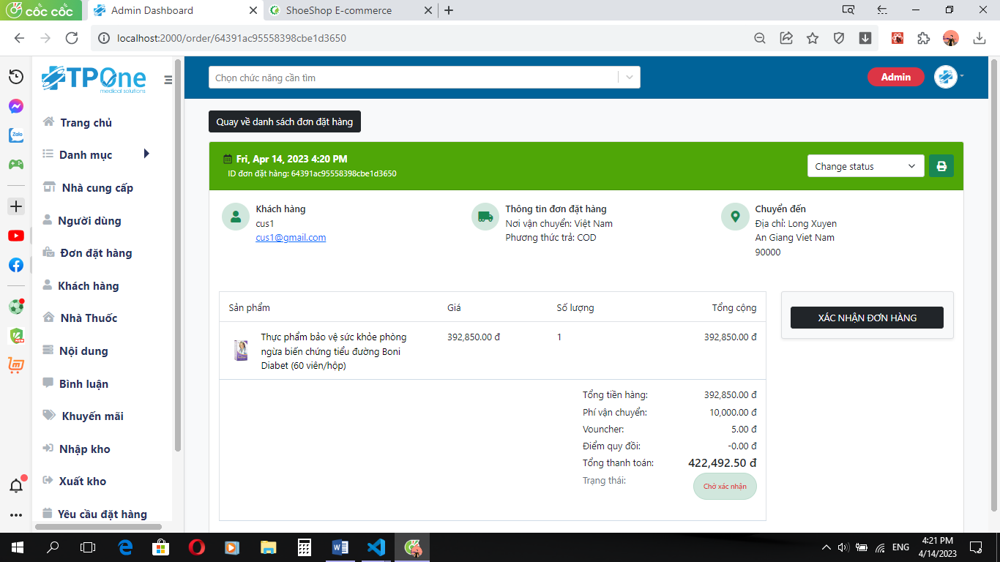 cốc cốc
Admin Dashboard
ShoeShop E-commerce
localhost:2000/order/64391ac95558398cbe1d3650
TPOne
medical solutions
Chọn chức năng cần tìm
Admin
Zalo
Trang chủ
Danh mục
Nhà cung cấp
Người dùng
Đơn đặt hàng
Khách hàng
Nhà Thuốc
Nội dung
Bình luận
Khuyến mãi
Nhập kho
Xuất kho
Yêu cầu đặt hàng
Quay về danh sách đơn đặt hàng
Fri, Apr 14, 2023 4:20 PM
ID đơn đặt hàng: 64391ac95558398cbe1d3650
Change status
Khách hàng
cus1
cus1@gmail.com
Thông tin đơn đặt hàng
Nơi vận chuyển: Việt Nam
Phương thức trả: COD
Chuyển đến
Địa chỉ: Long Xuyen
An Giang Viet Nam
90000
Sản phẩm Giá Số lượng Tổng cộng
Thực phẩm bảo vệ sức khỏe phòng
ngừa biến chứng tiểu đường Boni
Diabet (60 viên/hộp)
392,850.00 đ 1 392,850.00 đ
Tổng tiền hàng: 392,850.00 đ
Phí vận chuyển: 10,000.00 đ
Vouncher: 5.00 đ
Điểm quy đồi: -0.00 đ
Tổng thanh toán: 422,492.50 đ
Trạng thái: Chờ xác nhận
XÁC NHẬN ĐƠN HÀNG
ENG
4:21 PM
4/14/2023